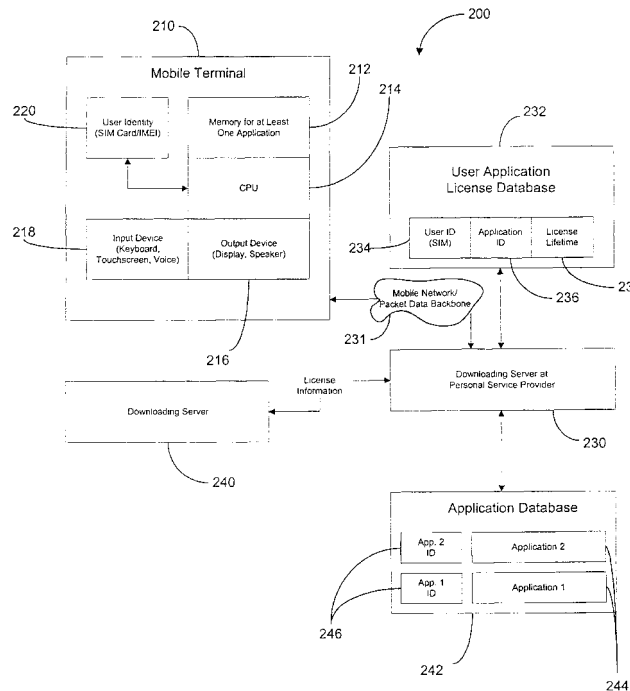 200
210
Mobile Terminal
212
214
220
User Identity
(SIM Card/IMEI)
Memory for at Least
One Application
CPU
218
Input Device
(Keyboard,
Touchscreen, Voice)
Output Device
(Display, Speaker)
216
232
User Application
License Database
234
User ID
(SIM)
Application
ID
License
Lifetime
236
Mobile Network/
Packet Data Backbone
231
Downloading Server at
Personal Service Provider
230
License
Information
Downloading Server
240
Application Database
App. 2
ID
Application 2
App. 1
ID
Application 1
246
242
244